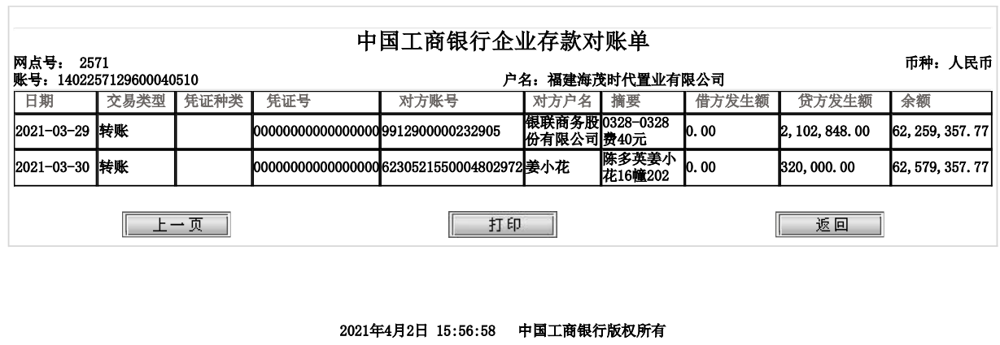 中国工商银行企业存款对账单
网点号： 2571 币种：人民币
账号：1402257129600040510 户名：福建海茂时代置业有限公司
日期 交易类型 凭证种类 凭证号 对方账号 对方户名 摘要 借方发生额 贷方发生额 余额
2021-03-29 转账 00000000000000000 9912900000232905 银联商务股份有限公司 0328-0328费40元 0.00 2,102,848.00 62,259,357.77
2021-03-30 转账 00000000000000000 6230521550004802972 姜小花 陈多英姜小花16幢202 0.00 320,000.00 62,579,357.77
上一页 打印 返回
2021年4月2日 15:56:58 中国工商银行版权所有